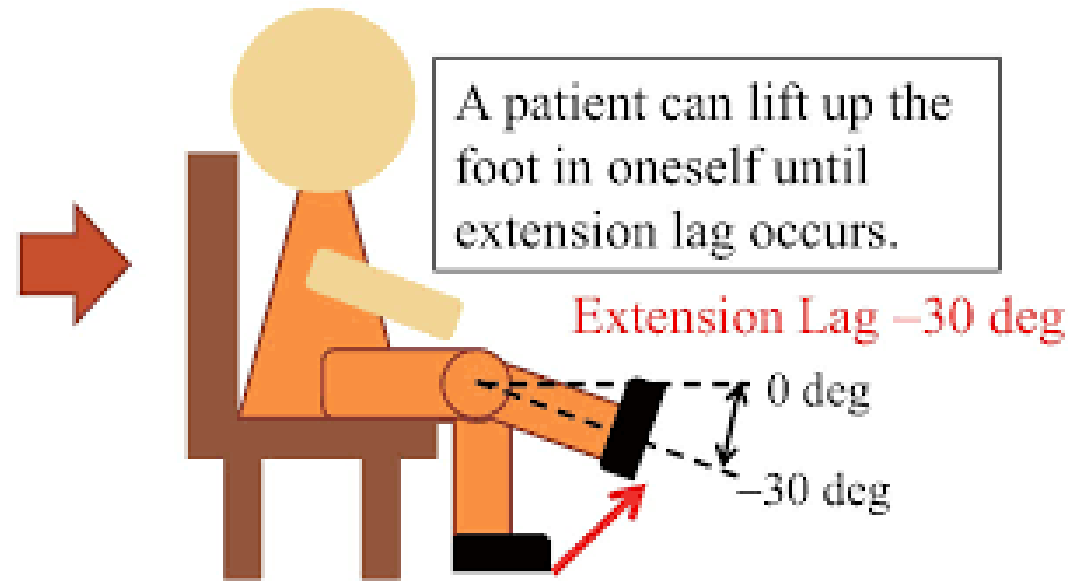 A patient can lift up the
foot in oneself until
extension lag occurs.
Extension Lag –30 deg
0 deg
–30 deg